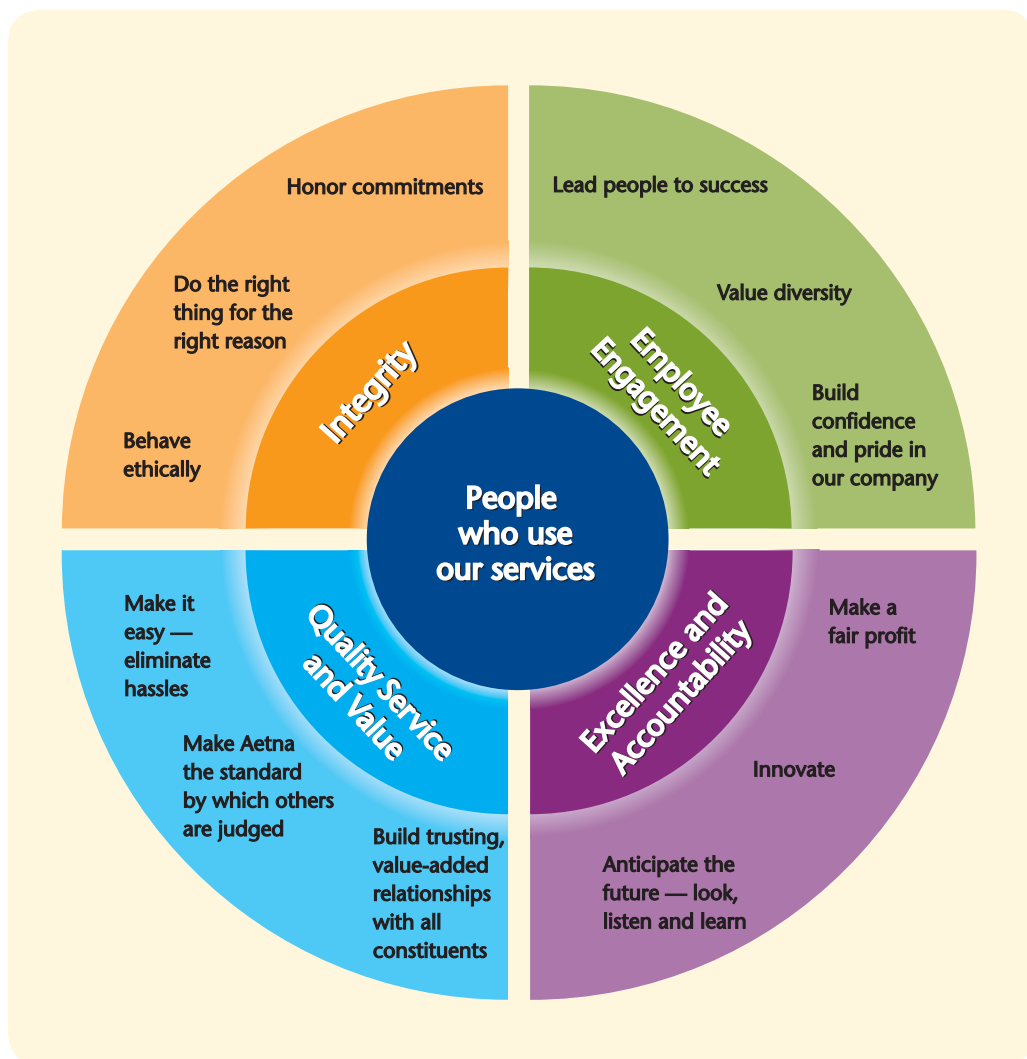 Honor commitments
Do the right
thing for the
right reason
Behave
ethically
Integrity
Lead people to success
Value diversity
Build
confidence
and pride in
our company
Employee
Engagement
People
who use
our services
Make it
easy —
eliminate
hassles
Make Aetna
the standard
by which others
are judged
Build trusting,
value-added
relationships
with all
constituents
Quality Service
and Value
Excellence and
Accountability
Make a
fair profit
Innovate
Anticipate the
future — look,
listen and learn